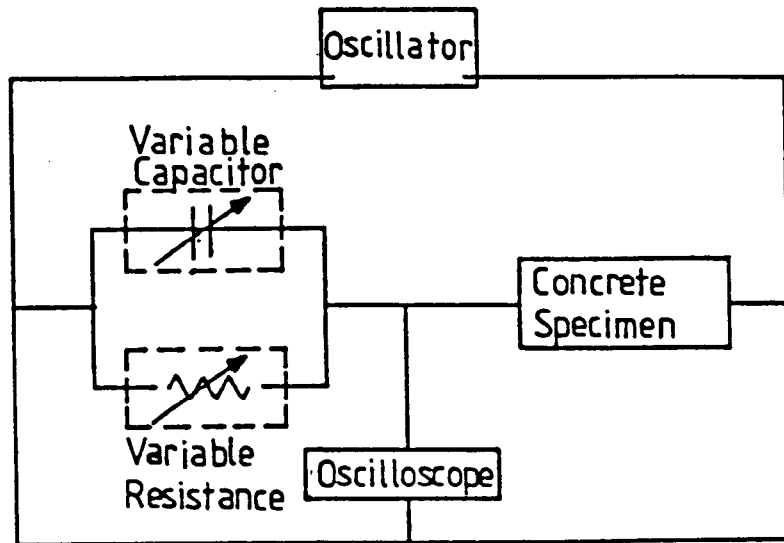 Oscillator
Variable
Capacitor
Concrete
Specimen
Variable
Resistance
Oscilloscope